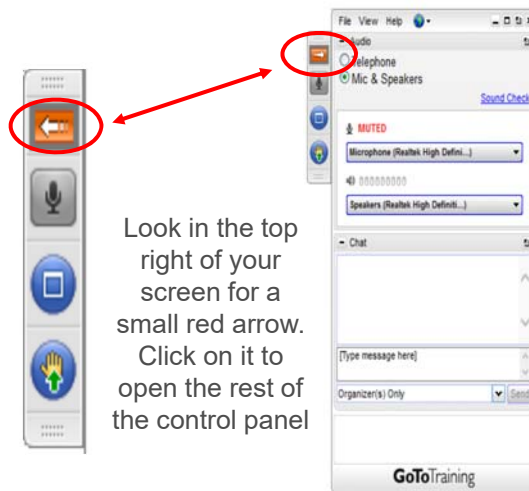 File View Help
Audio
Telephone
Mic & Speakers
Sound Check
MUTED
Microphone (Realtek High Defini...)
Speakers (Realtek High Definiti...)
Chat
[Type message here]
Organizer(s) Only
Send
GoToTraining
Look in the top
right of your
screen for a
small red arrow.
Click on it to
open the rest of
the control panel